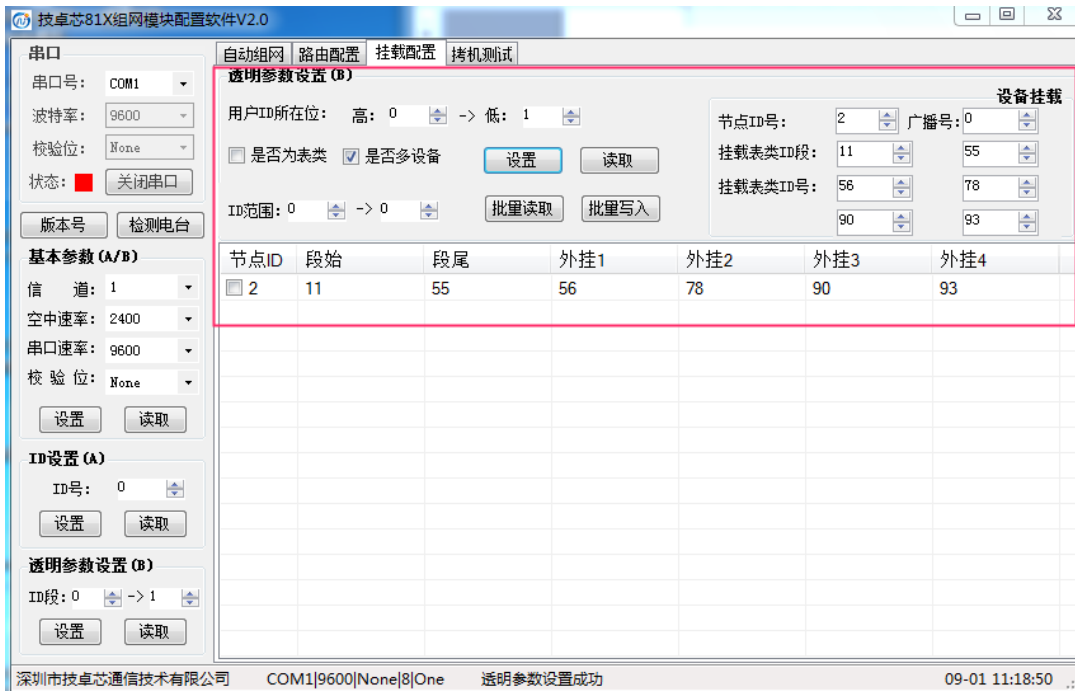 技卓芯81X组网模块配置软件V2.0
串口
串口号： COM1
波特率： 9600
校验位： None
状态： 关闭串口
版本号 检测电台
基本参数(A/B)
信 道： 1
空中速率： 2400
串口速率： 9600
校 验 位： None
设置 读取
ID设置(A)
ID号： 0
设置 读取
透明参数设置(B)
ID段： 0 -> 1
设置 读取
自动组网 路由配置 挂载配置 拷机测试
透明参数设置(B)
用户ID所在位： 高： 0 -> 低： 1
是否为表类 是否多设备 设置 读取
ID范围： 0 -> 0 批量读取 批量写入
设备挂载
节点ID号： 2 广播号： 0
挂载表类ID段： 11 55
挂载表类ID号： 56 78
90 93
节点ID 段始 段尾 外挂1 外挂2 外挂3 外挂4
2 11 55 56 78 90 93
深圳市技卓芯通信技术有限公司 COM1|9600|None|8|One 透明参数设置成功 09-01 11:18:50